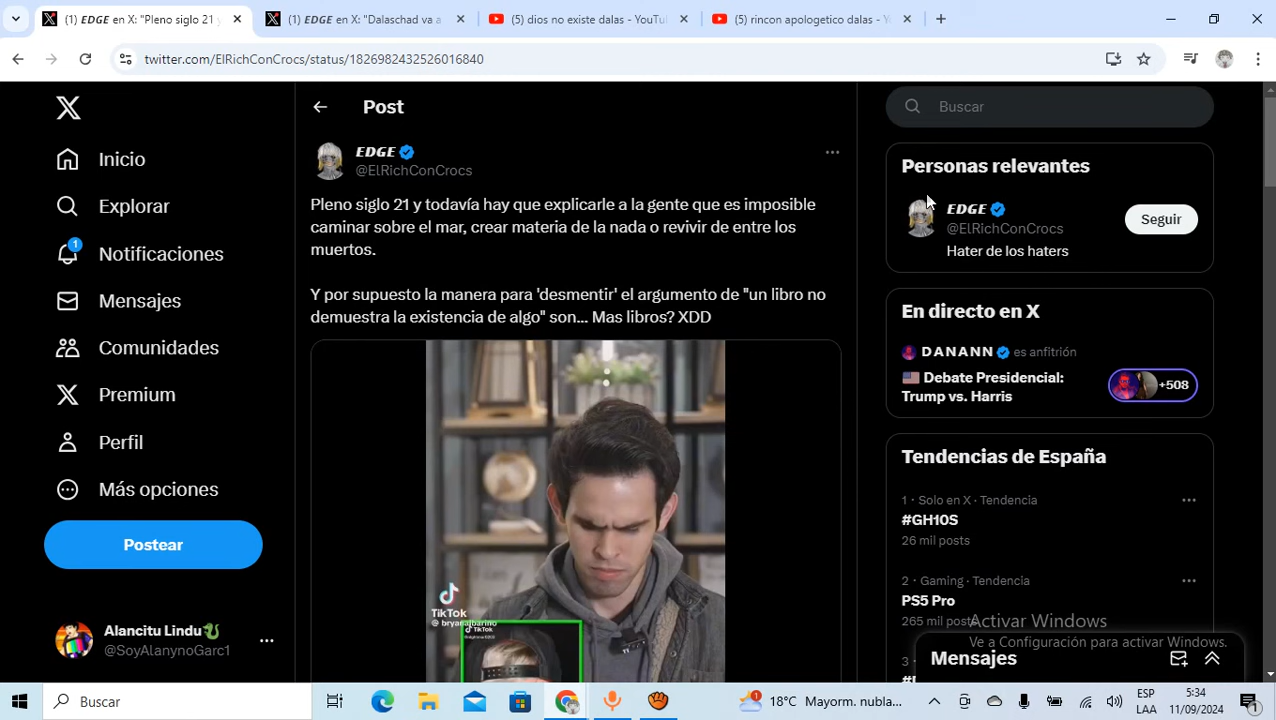 (1) EDGE en X: "Pleno siglo 21 y
(1) EDGE en X: "Dalaschad va a
(5) dios no existe dalas - YouTu
(5) rincon apologetico dalas - Y
twitter.com/ElRichConCrocs/status/1826982432526016840
Inicio
Explorar
1
Notificaciones
Mensajes
Comunidades
Premium
Perfil
Más opciones
Postear
Alancitu Lindu
@SoyAlanynoGarc1
Post
EDGE
@ElRichConCrocs
Pleno siglo 21 y todavía hay que explicarle a la gente que es imposible
caminar sobre el mar, crear materia de la nada o revivir de entre los
muertos.
Y por supuesto la manera para 'desmentir' el argumento de "un libro no
demuestra la existencia de algo" son... Mas libros? XDD
TikTok
@ bryanalbarino
TikTok
Buscar
Personas relevantes
EDGE
@ElRichConCrocs
Seguir
Hater de los haters
En directo en X
DANANN es anfitrión
Debate Presidencial:
Trump vs. Harris
+508
Tendencias de España
1 · Solo en X · Tendencia
#GH10S
26 mil posts
2 · Gaming · Tendencia
PS5 Pro
265 mil posts
Activar Windows
Ve a Configuración para activar Windows.
3 ·
Mensajes
Buscar
1
18°C Mayorm. nubla...
ESP
LAA
5:34
11/09/2024
1